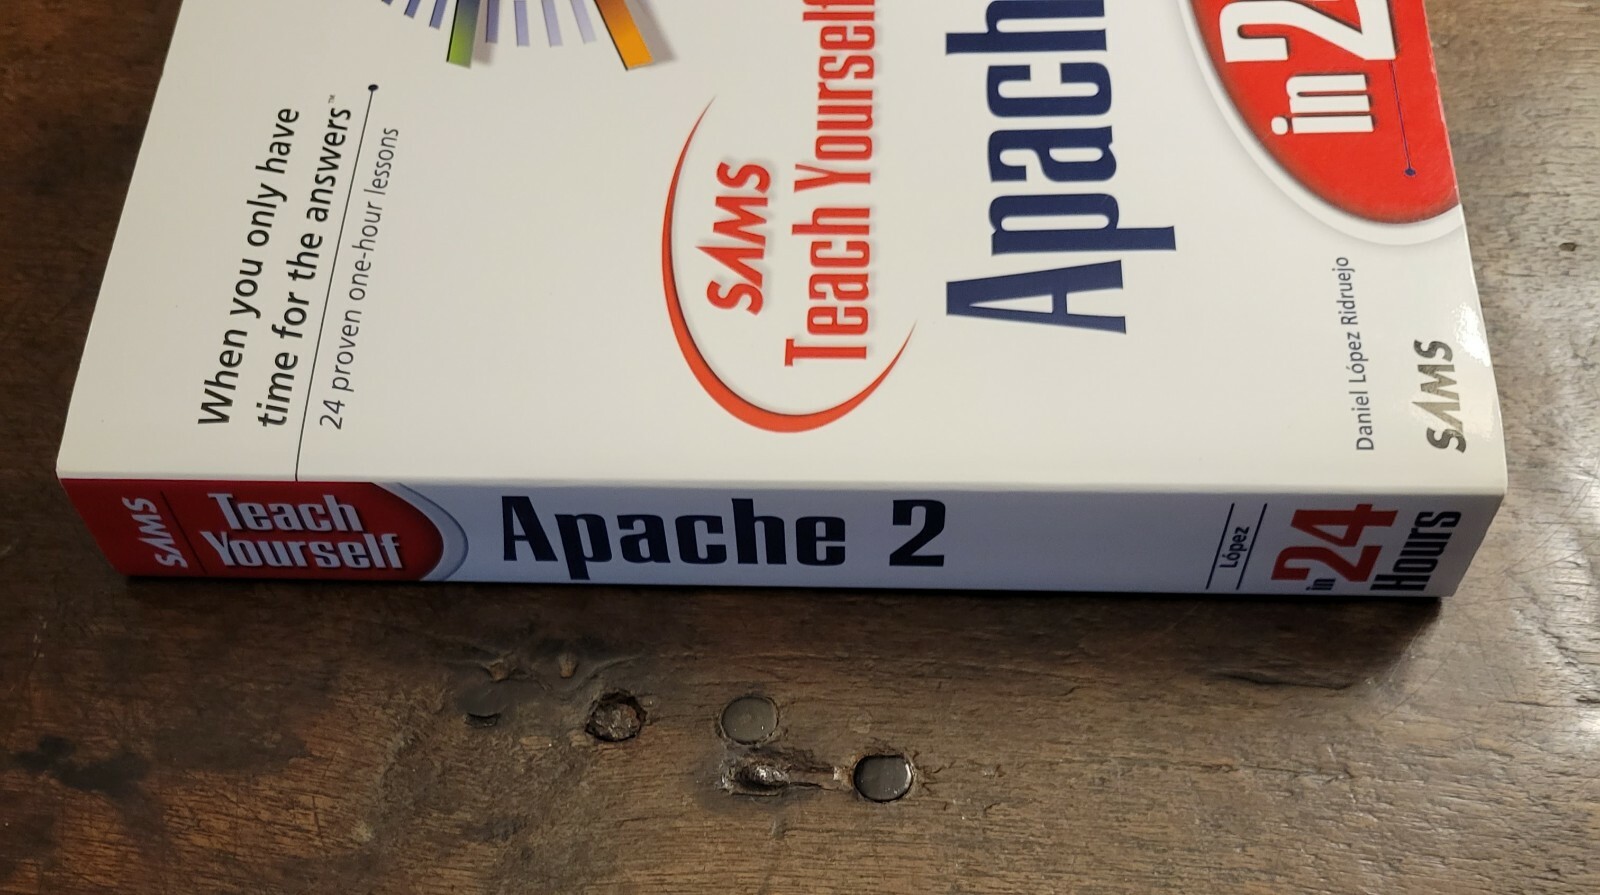 When you only have
time for the answers™
24 proven one-hour lessons
SAMS
Teach Yourself
Apach
in 2
Daniel López Ridruejo
SAMS
SAMS
Teach
Yourself
Apache 2
López
in 24
Hours